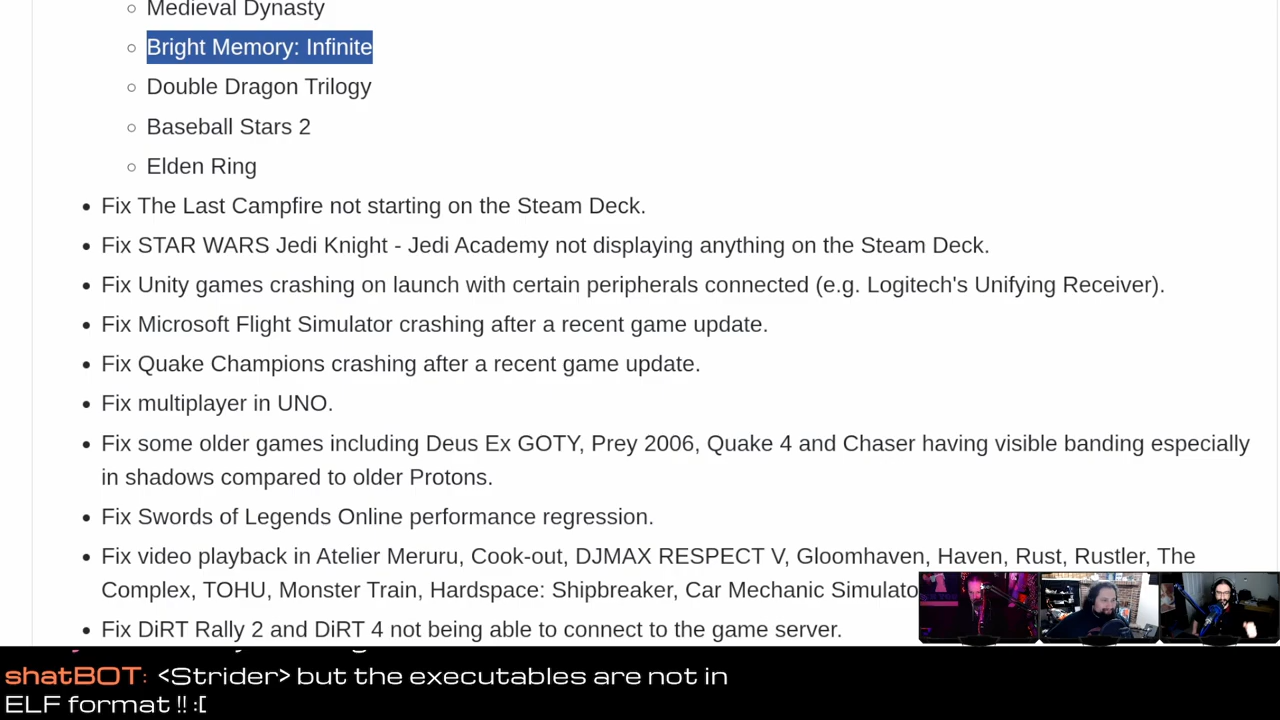 Medieval Dynasty
Bright Memory: Infinite
Double Dragon Trilogy
Baseball Stars 2
Elden Ring
Fix The Last Campfire not starting on the Steam Deck.
Fix STAR WARS Jedi Knight - Jedi Academy not displaying anything on the Steam Deck.
Fix Unity games crashing on launch with certain peripherals connected (e.g. Logitech's Unifying Receiver).
Fix Microsoft Flight Simulator crashing after a recent game update.
Fix Quake Champions crashing after a recent game update.
Fix multiplayer in UNO.
Fix some older games including Deus Ex GOTY, Prey 2006, Quake 4 and Chaser having visible banding especially
in shadows compared to older Protons.
Fix Swords of Legends Online performance regression.
Fix video playback in Atelier Meruru, Cook-out, DJMAX RESPECT V, Gloomhaven, Haven, Rust, Rustler, The
Complex, TOHU, Monster Train, Hardspace: Shipbreaker, Car Mechanic Simulato
Fix DiRT Rally 2 and DiRT 4 not being able to connect to the game server.
shatBOT: <Strider> but the executables are not in
ELF format !! :[